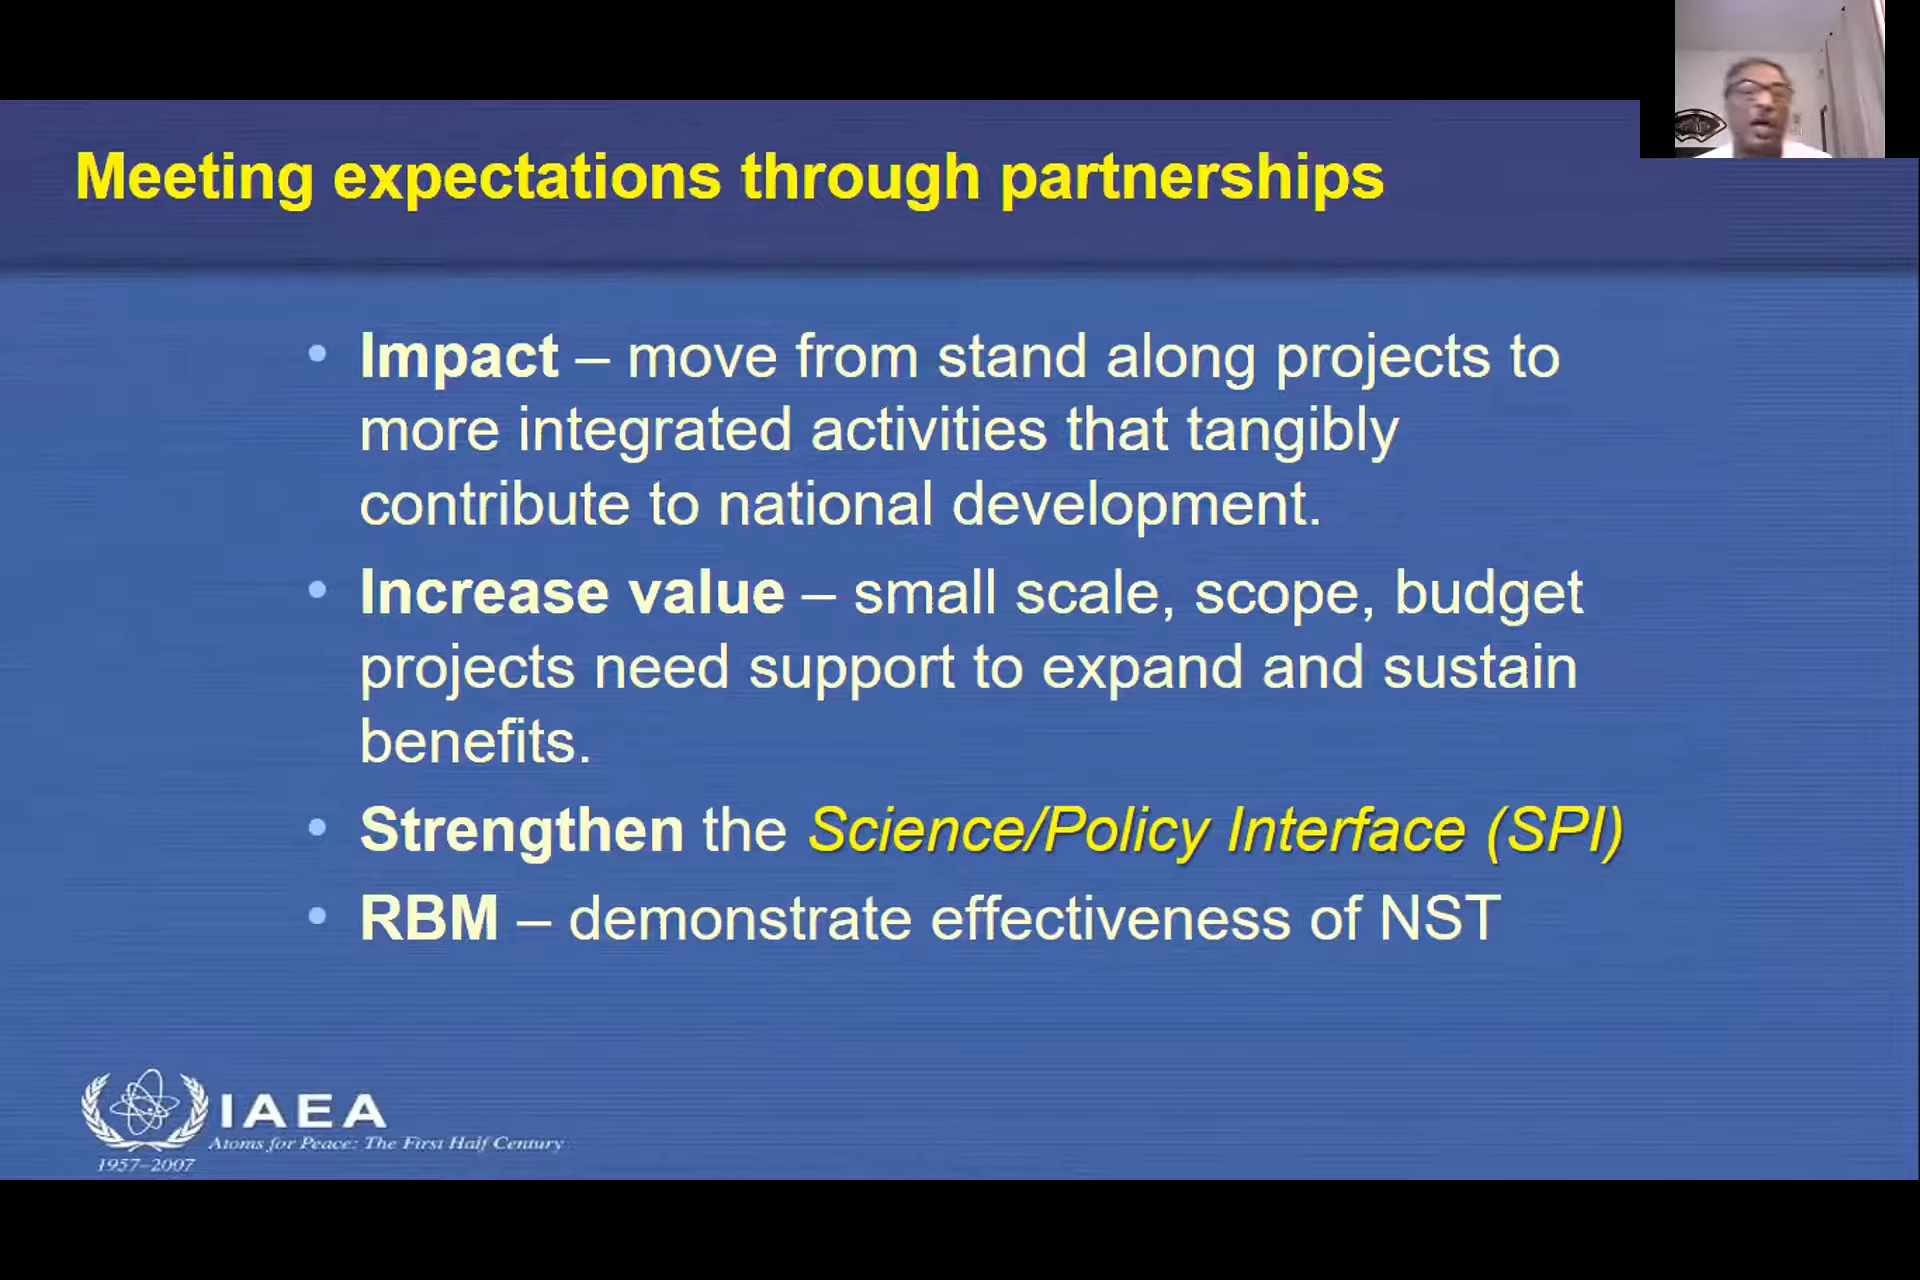 Meeting expectations through partnerships
• Impact – move from stand along projects to
more integrated activities that tangibly
contribute to national development.
• Increase value – small scale, scope, budget
projects need support to expand and sustain
benefits.
• Strengthen the Science/Policy Interface (SPI)
• RBM – demonstrate effectiveness of NST
IAEA
Atoms for Peace: The First Half Century
1957–2007